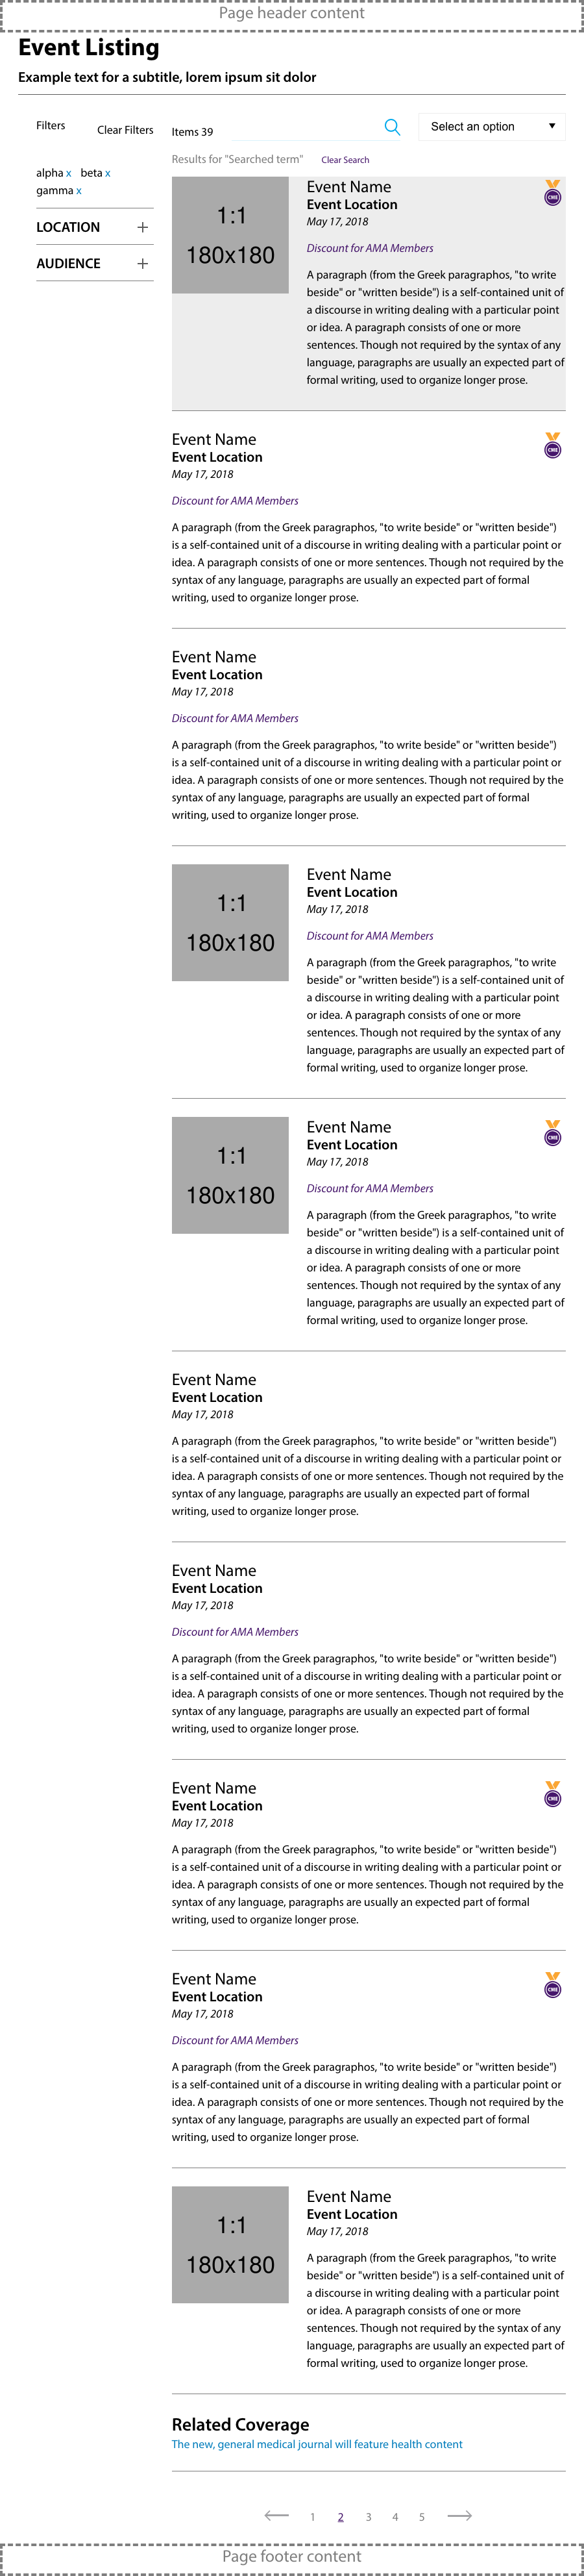 Page header content
Event Listing
Example text for a subtitle, lorem ipsum sit dolor
Filters
Clear Filters
alpha x beta x
gamma x
LOCATION +
AUDIENCE +
Items 39
Select an option ▼
Results for "Searched term" Clear Search
1:1
180x180
Event Name
CME
Event Location
May 17, 2018
Discount for AMA Members
A paragraph (from the Greek paragraphos, "to write
beside" or "written beside") is a self-contained unit of
a discourse in writing dealing with a particular point
or idea. A paragraph consists of one or more
sentences. Though not required by the syntax of any
language, paragraphs are usually an expected part of
formal writing, used to organize longer prose.
Event Name
CME
Event Location
May 17, 2018
Discount for AMA Members
A paragraph (from the Greek paragraphos, "to write beside" or "written beside")
is a self-contained unit of a discourse in writing dealing with a particular point or
idea. A paragraph consists of one or more sentences. Though not required by the
syntax of any language, paragraphs are usually an expected part of formal
writing, used to organize longer prose.
Event Name
Event Location
May 17, 2018
Discount for AMA Members
A paragraph (from the Greek paragraphos, "to write beside" or "written beside")
is a self-contained unit of a discourse in writing dealing with a particular point or
idea. A paragraph consists of one or more sentences. Though not required by the
syntax of any language, paragraphs are usually an expected part of formal
writing, used to organize longer prose.
1:1
180x180
Event Name
Event Location
May 17, 2018
Discount for AMA Members
A paragraph (from the Greek paragraphos, "to write
beside" or "written beside") is a self-contained unit of
a discourse in writing dealing with a particular point
or idea. A paragraph consists of one or more
sentences. Though not required by the syntax of any
language, paragraphs are usually an expected part of
formal writing, used to organize longer prose.
1:1
180x180
Event Name
CME
Event Location
May 17, 2018
Discount for AMA Members
A paragraph (from the Greek paragraphos, "to write
beside" or "written beside") is a self-contained unit of
a discourse in writing dealing with a particular point
or idea. A paragraph consists of one or more
sentences. Though not required by the syntax of any
language, paragraphs are usually an expected part of
formal writing, used to organize longer prose.
Event Name
Event Location
May 17, 2018
A paragraph (from the Greek paragraphos, "to write beside" or "written beside")
is a self-contained unit of a discourse in writing dealing with a particular point or
idea. A paragraph consists of one or more sentences. Though not required by the
syntax of any language, paragraphs are usually an expected part of formal
writing, used to organize longer prose.
Event Name
Event Location
May 17, 2018
Discount for AMA Members
A paragraph (from the Greek paragraphos, "to write beside" or "written beside")
is a self-contained unit of a discourse in writing dealing with a particular point or
idea. A paragraph consists of one or more sentences. Though not required by the
syntax of any language, paragraphs are usually an expected part of formal
writing, used to organize longer prose.
Event Name
CME
Event Location
May 17, 2018
A paragraph (from the Greek paragraphos, "to write beside" or "written beside")
is a self-contained unit of a discourse in writing dealing with a particular point or
idea. A paragraph consists of one or more sentences. Though not required by the
syntax of any language, paragraphs are usually an expected part of formal
writing, used to organize longer prose.
Event Name
CME
Event Location
May 17, 2018
Discount for AMA Members
A paragraph (from the Greek paragraphos, "to write beside" or "written beside")
is a self-contained unit of a discourse in writing dealing with a particular point or
idea. A paragraph consists of one or more sentences. Though not required by the
syntax of any language, paragraphs are usually an expected part of formal
writing, used to organize longer prose.
1:1
180x180
Event Name
Event Location
May 17, 2018
A paragraph (from the Greek paragraphos, "to write
beside" or "written beside") is a self-contained unit of
a discourse in writing dealing with a particular point
or idea. A paragraph consists of one or more
sentences. Though not required by the syntax of any
language, paragraphs are usually an expected part of
formal writing, used to organize longer prose.
Related Coverage
The new, general medical journal will feature health content
1 2 3 4 5
Page footer content